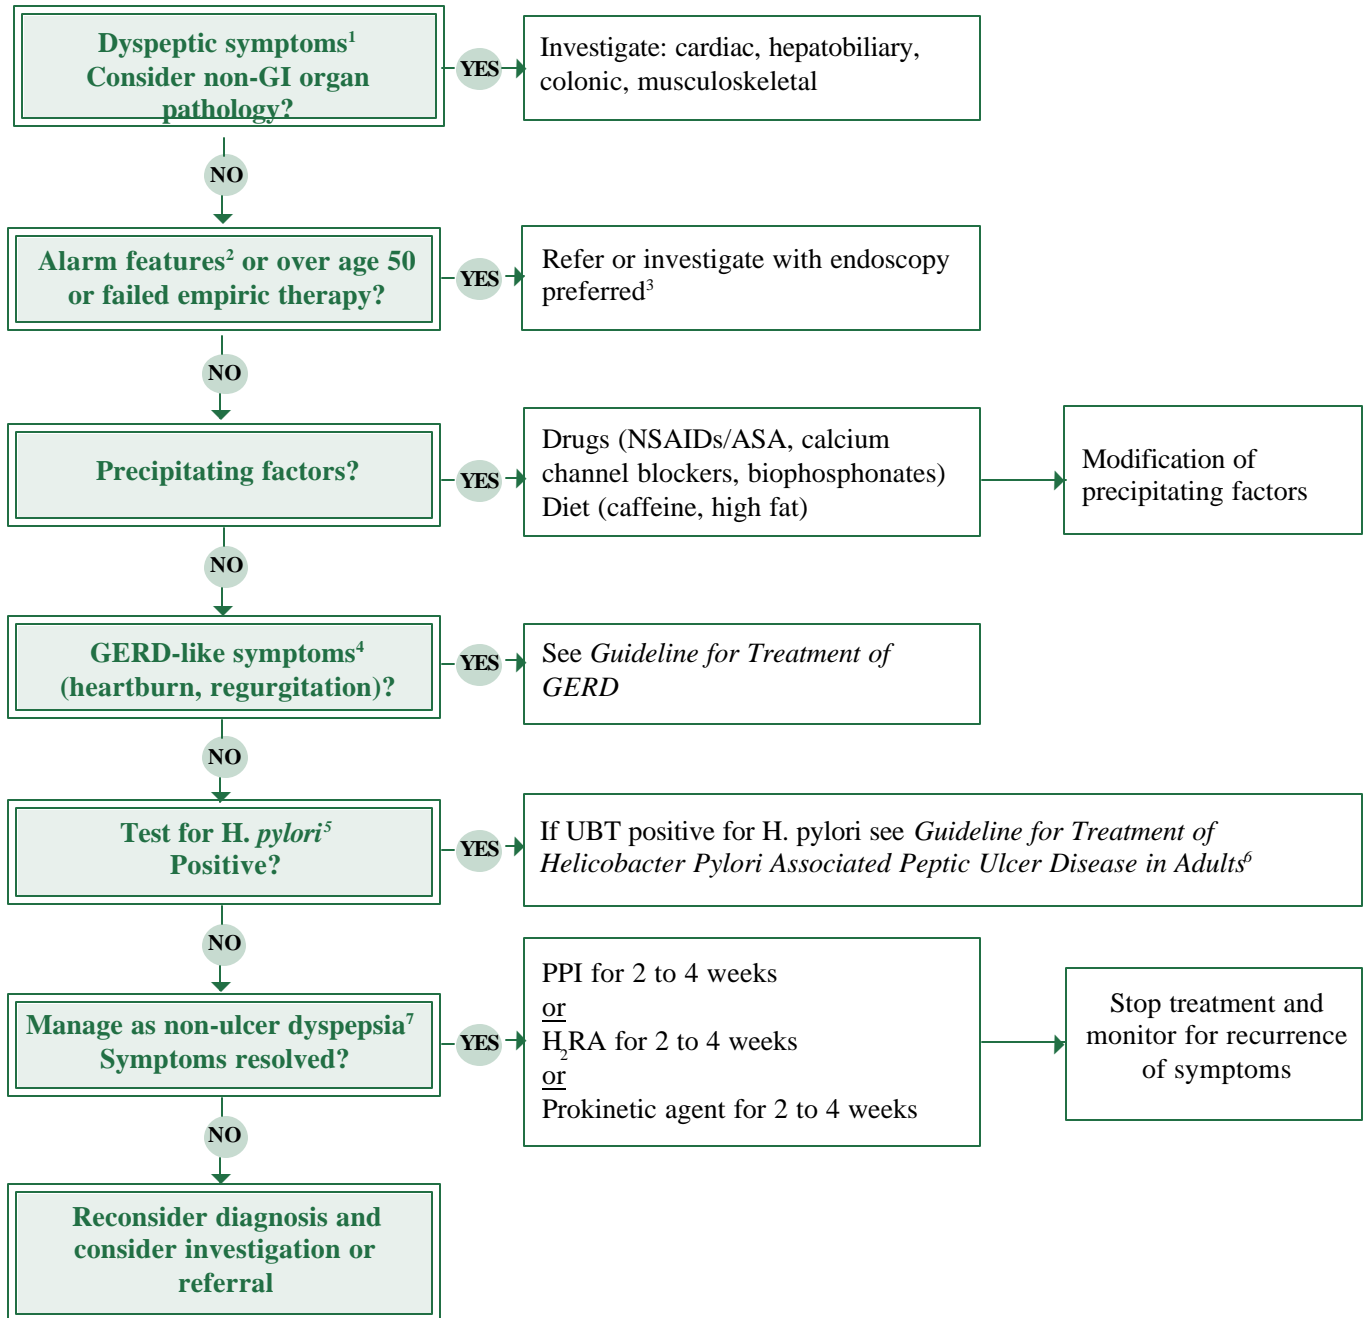 Dyspeptic symptoms¹
Consider non-GI organ
pathology?
YES
Investigate: cardiac, hepatobiliary,
colonic, musculoskeletal
NO
Alarm features² or over age 50
or failed empiric therapy?
YES
Refer or investigate with endoscopy
preferred³
NO
Precipitating factors?
YES
Drugs (NSAIDs/ASA, calcium
channel blockers, biophosphonates)
Diet (caffeine, high fat)
Modification of
precipitating factors
NO
GERD-like symptoms⁴
(heartburn, regurgitation)?
YES
See Guideline for Treatment of
GERD
NO
Test for H. pylori⁵
Positive?
YES
If UBT positive for H. pylori see Guideline for Treatment of
Helicobacter Pylori Associated Peptic Ulcer Disease in Adults⁶
NO
Manage as non-ulcer dyspepsia⁷
Symptoms resolved?
YES
PPI for 2 to 4 weeks
or
H₂RA for 2 to 4 weeks
or
Prokinetic agent for 2 to 4 weeks
Stop treatment and
monitor for recurrence
of symptoms
NO
Reconsider diagnosis and
consider investigation or
referral